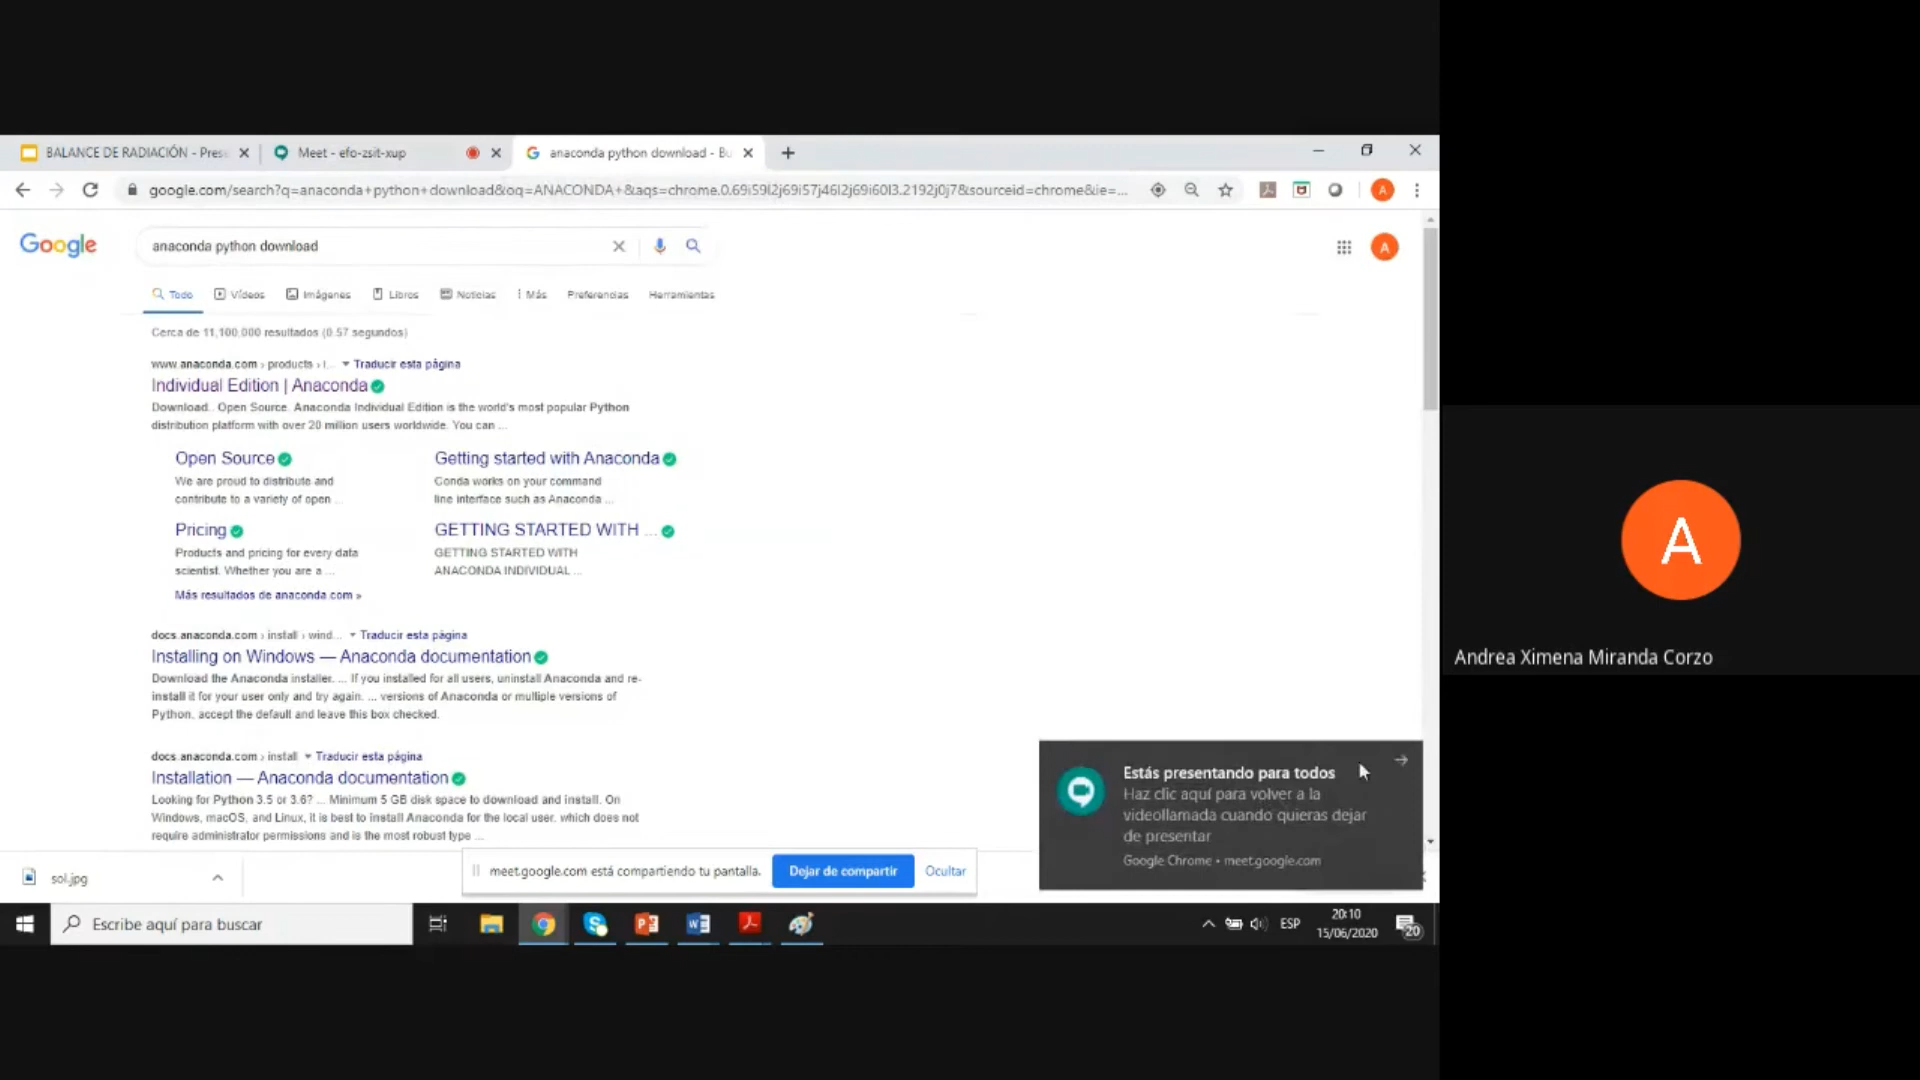 BALANCE DE RADIACIÓN - Pres
Meet - efo-zsit-xup
anaconda python download - Bu
google.com/search?q=anaconda+python+download&oq=ANACONDA+&aqs=chrome.0.69i59l2j69i57j46l2j69i60l3.2192j0j7&sourceid=chrome&ie=...
A
Google
anaconda python download
A
Todo
Vídeos
Imágenes
Libros
Noticias
Más
Preferencias
Herramientas
Cerca de 11,100,000 resultados (0.57 segundos)
www.anaconda.com › products › i... Traducir esta página
Individual Edition | Anaconda
Download.. Open Source. Anaconda Individual Edition is the world's most popular Python
distribution platform with over 20 million users worldwide. You can ...
Open Source
We are proud to distribute and
contribute to a variety of open ...
Getting started with Anaconda
Conda works on your command
line interface such as Anaconda ...
Pricing
Products and pricing for every data
scientist. Whether you are a ...
GETTING STARTED WITH ...
GETTING STARTED WITH
ANACONDA INDIVIDUAL ...
Más resultados de anaconda.com »
docs.anaconda.com › install › wind... Traducir esta página
Installing on Windows — Anaconda documentation
Download the Anaconda installer. ... If you installed for all users, uninstall Anaconda and re-
install it for your user only and try again. ... versions of Anaconda or multiple versions of
Python, accept the default and leave this box checked.
docs.anaconda.com › install Traducir esta página
Installation — Anaconda documentation
Looking for Python 3.5 or 3.6? ... Minimum 5 GB disk space to download and install. On
Windows, macOS, and Linux, it is best to install Anaconda for the local user, which does not
require administrator permissions and is the most robust type ...
Estás presentando para todos
Haz clic aquí para volver a la
videollamada cuando quieras dejar
de presentar
Google Chrome • meet.google.com
sol.jpg
meet.google.com está compartiendo tu pantalla.
Dejar de compartir
Ocultar
Escribe aquí para buscar
ESP
20:10
15/06/2020
20
A
Andrea Ximena Miranda Corzo